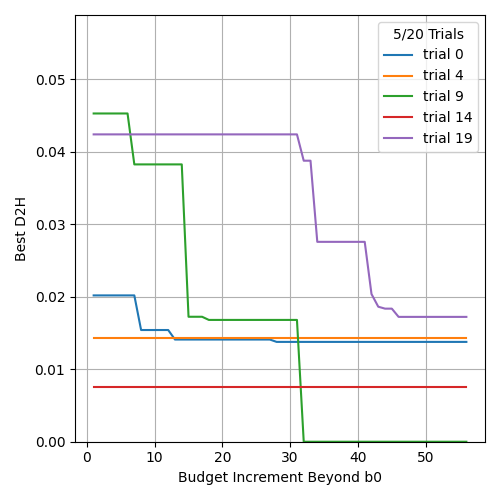 5/20 Trials
trial 0
trial 4
trial 9
trial 14
trial 19
0.05
0.04
0.03
0.02
0.01
0.00
Best D2H
0 10 20 30 40 50
Budget Increment Beyond b0